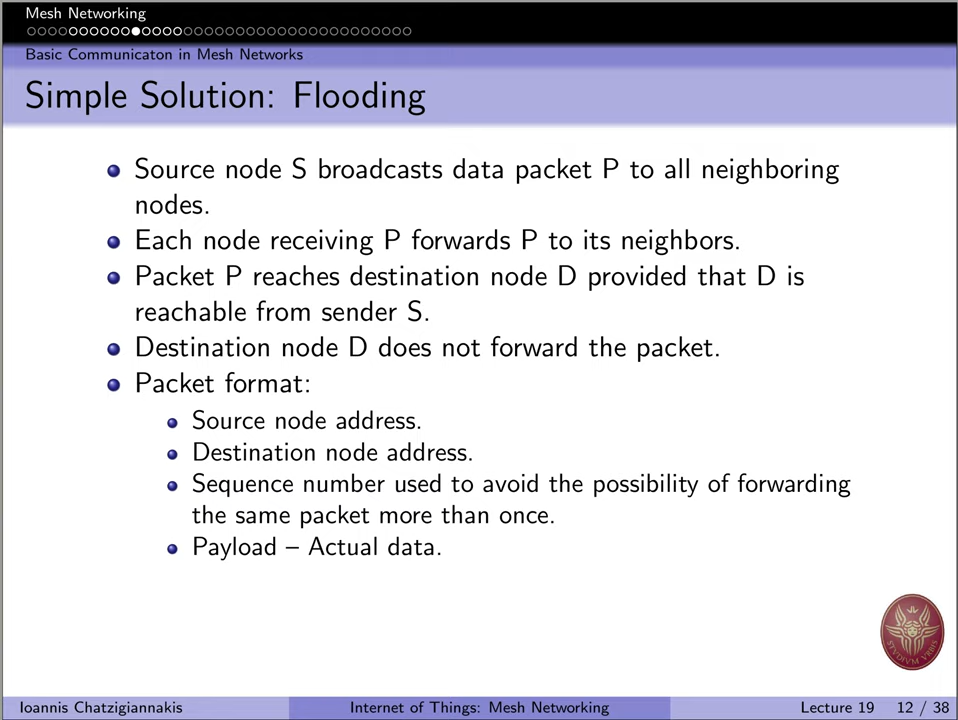 Mesh Networking
Basic Communicaton in Mesh Networks
Simple Solution: Flooding
Source node S broadcasts data packet P to all neighboring
nodes.
Each node receiving P forwards P to its neighbors.
Packet P reaches destination node D provided that D is
reachable from sender S.
Destination node D does not forward the packet.
Packet format:
Source node address.
Destination node address.
Sequence number used to avoid the possibility of forwarding
the same packet more than once.
Payload – Actual data.
STVDIVM VRBIS
Ioannis Chatzigiannakis Internet of Things: Mesh Networking Lecture 19 12 / 38